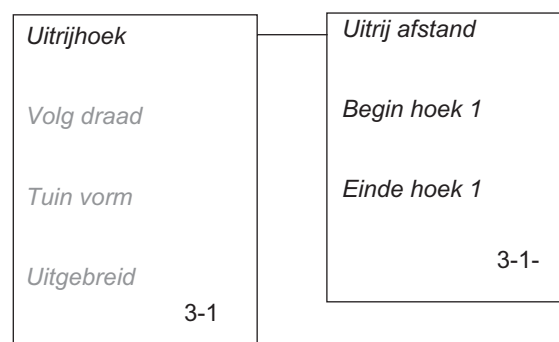 Uitrijhoek
Volg draad
Tuin vorm
Uitgebreid
3-1
Uitrij afstand
Begin hoek 1
Einde hoek 1
3-1-